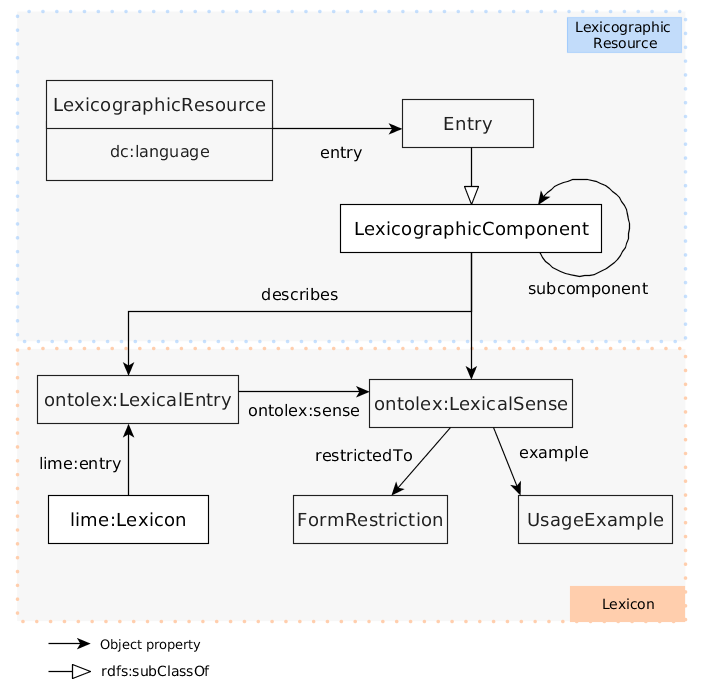 Lexicographic
Resource
LexicographicResource
dc:language
entry
Entry
LexicographicComponent
subcomponent
describes
ontolex:LexicalEntry
ontolex:sense
ontolex:LexicalSense
lime:entry
restrictedTo
example
lime:Lexicon
FormRestriction
UsageExample
Lexicon
Object property
rdfs:subClassOf